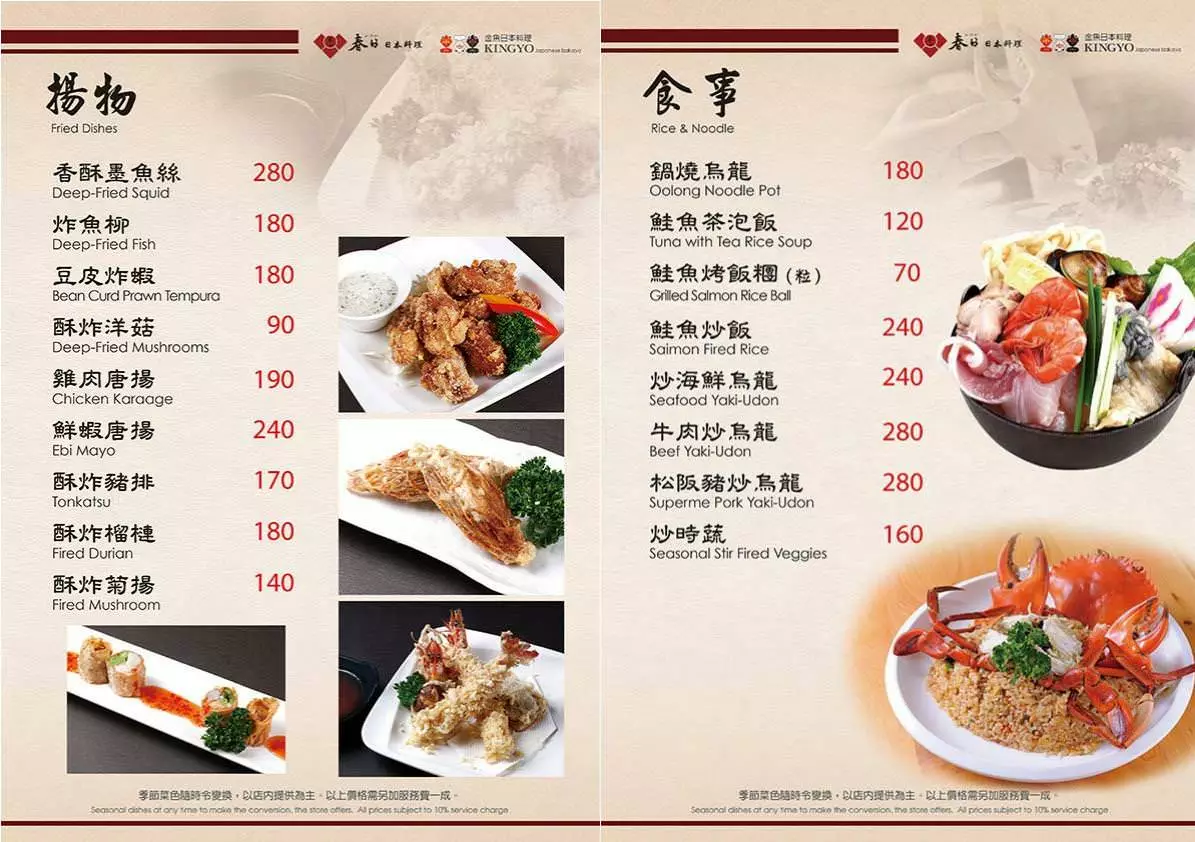 春日 日本料理
金魚日本料理
KINGYO Japanese Izakaya
揚物
Fried Dishes
香酥墨魚絲 280
Deep-Fried Squid
炸魚柳 180
Deep-Fried Fish
豆皮炸蝦 180
Bean Curd Prawn Tempura
酥炸洋菇 90
Deep-Fried Mushrooms
雞肉唐揚 190
Chicken Karaage
鮮蝦唐揚 240
Ebi Mayo
酥炸豬排 170
Tonkatsu
酥炸榴槤 180
Fired Durian
酥炸菊揚 140
Fired Mushroom
季節菜色隨時令變換，以店内提供為主。以上價格需另加服務費一成。
Seasonal dishes at any time to make the conversion, the store offers. All prices subject to 10% service charge
春日 日本料理
金魚日本料理
KINGYO Japanese Izakaya
食事
Rice & Noodle
鍋燒烏龍 180
Oolong Noodle Pot
鮭魚茶泡飯 120
Tuna with Tea Rice Soup
鮭魚烤飯糰（粒） 70
Grilled Salmon Rice Ball
鮭魚炒飯 240
Saimon Fired Rice
炒海鮮烏龍 240
Seafood Yaki-Udon
牛肉炒烏龍 280
Beef Yaki-Udon
松阪豬炒烏龍 280
Superme Pork Yaki-Udon
炒時蔬 160
Seasonal Stir Fired Veggies
季節菜色隨時令變換，以店内提供為主。以上價格需另加服務費一成。
Seasonal dishes at any time to make the conversion, the store offers. All prices subject to 10% service charge